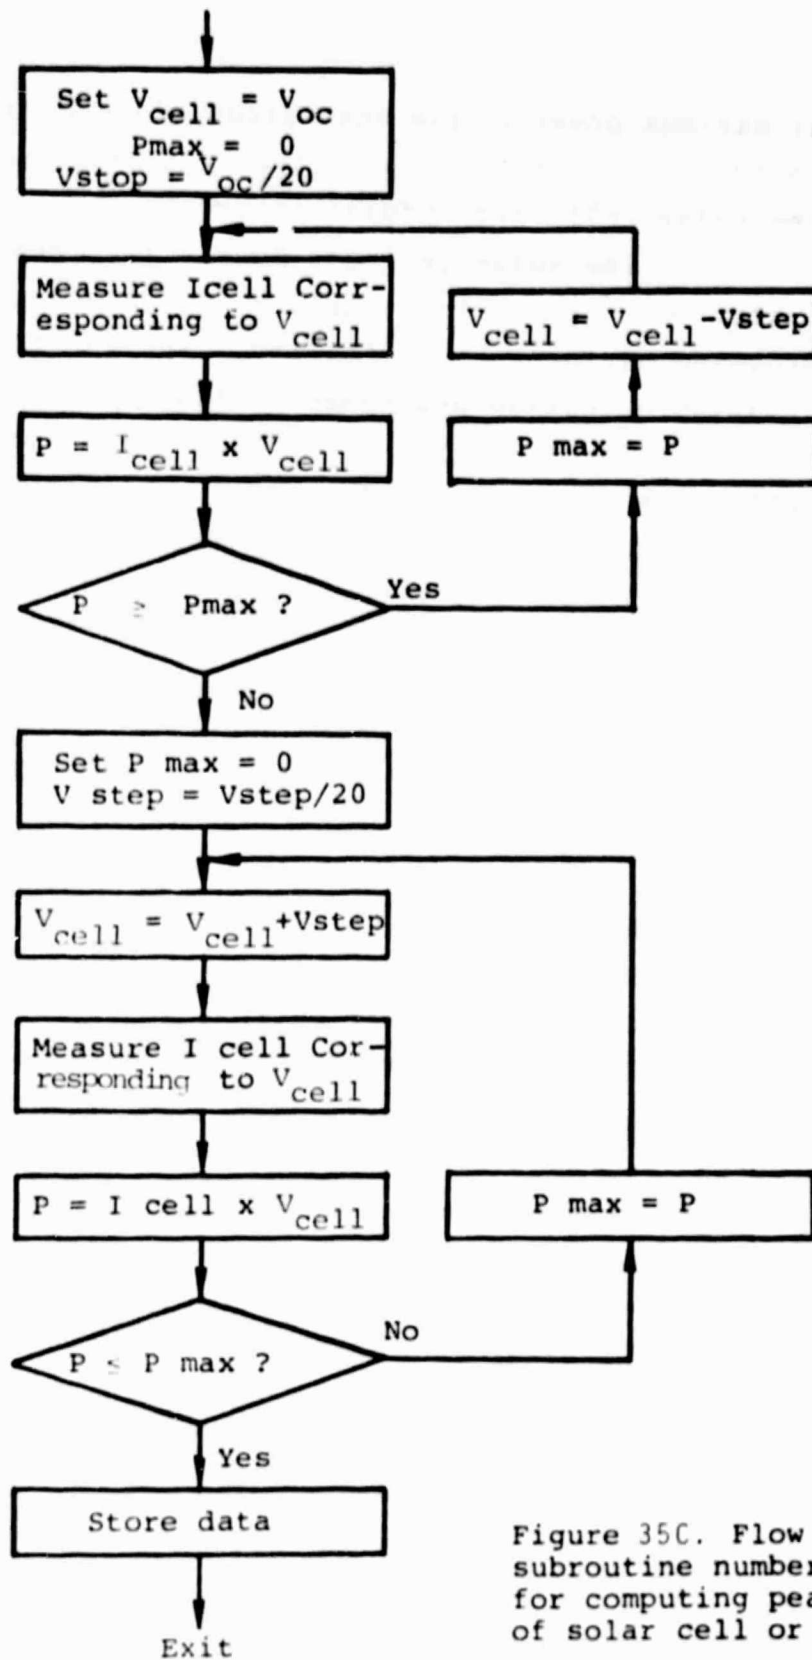 Set Vcell = Voc
Pmax = 0
Vstop = Voc/20
Measure Icell Corr-
esponding to Vcell
Vcell = Vcell-Vstep
P = Icell x Vcell
P max = P
P ≥ Pmax ?
Yes
No
Set P max = 0
V step = Vstep/20
Vcell = Vcell+Vstep
Measure I cell Cor-
responding to Vcell
P = I cell x Vcell
P max = P
P ≤ P max ?
No
Yes
Store data
Exit
Figure 35C. Flow
subroutine number
for computing pea
of solar cell or